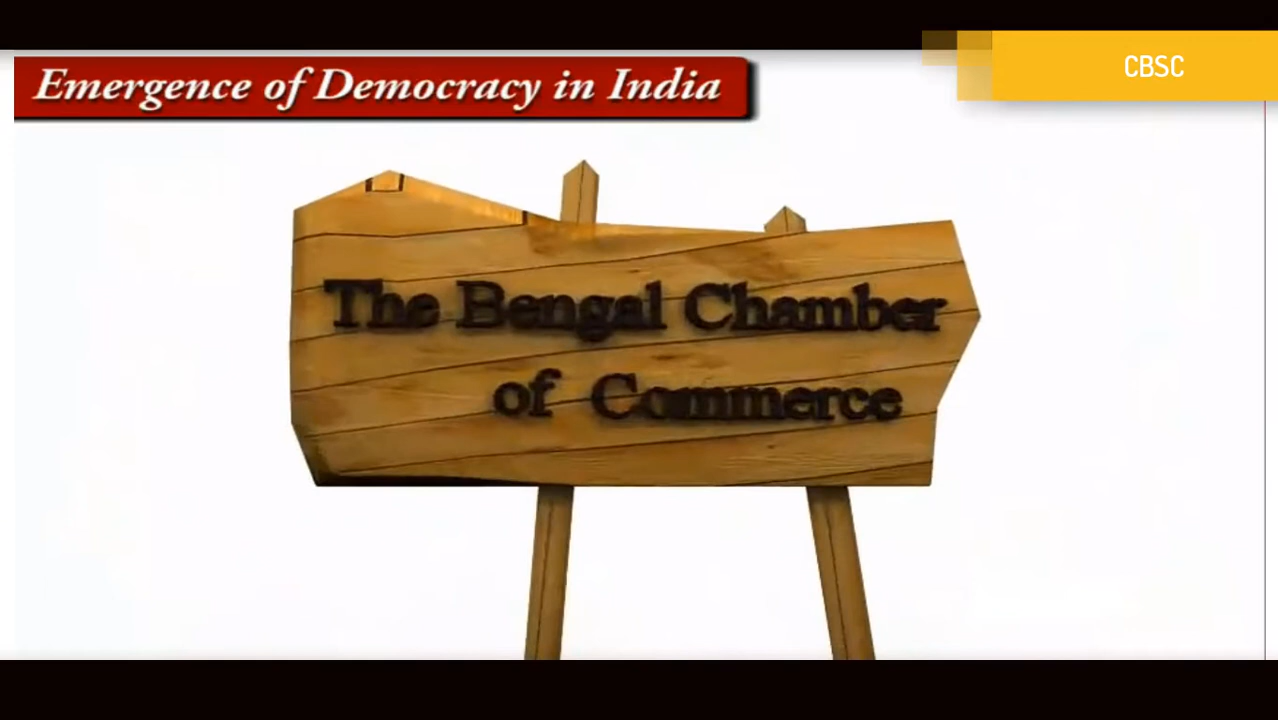 Emergence of Democracy in India
CBSC
The Bengal Chamber
of Commerce